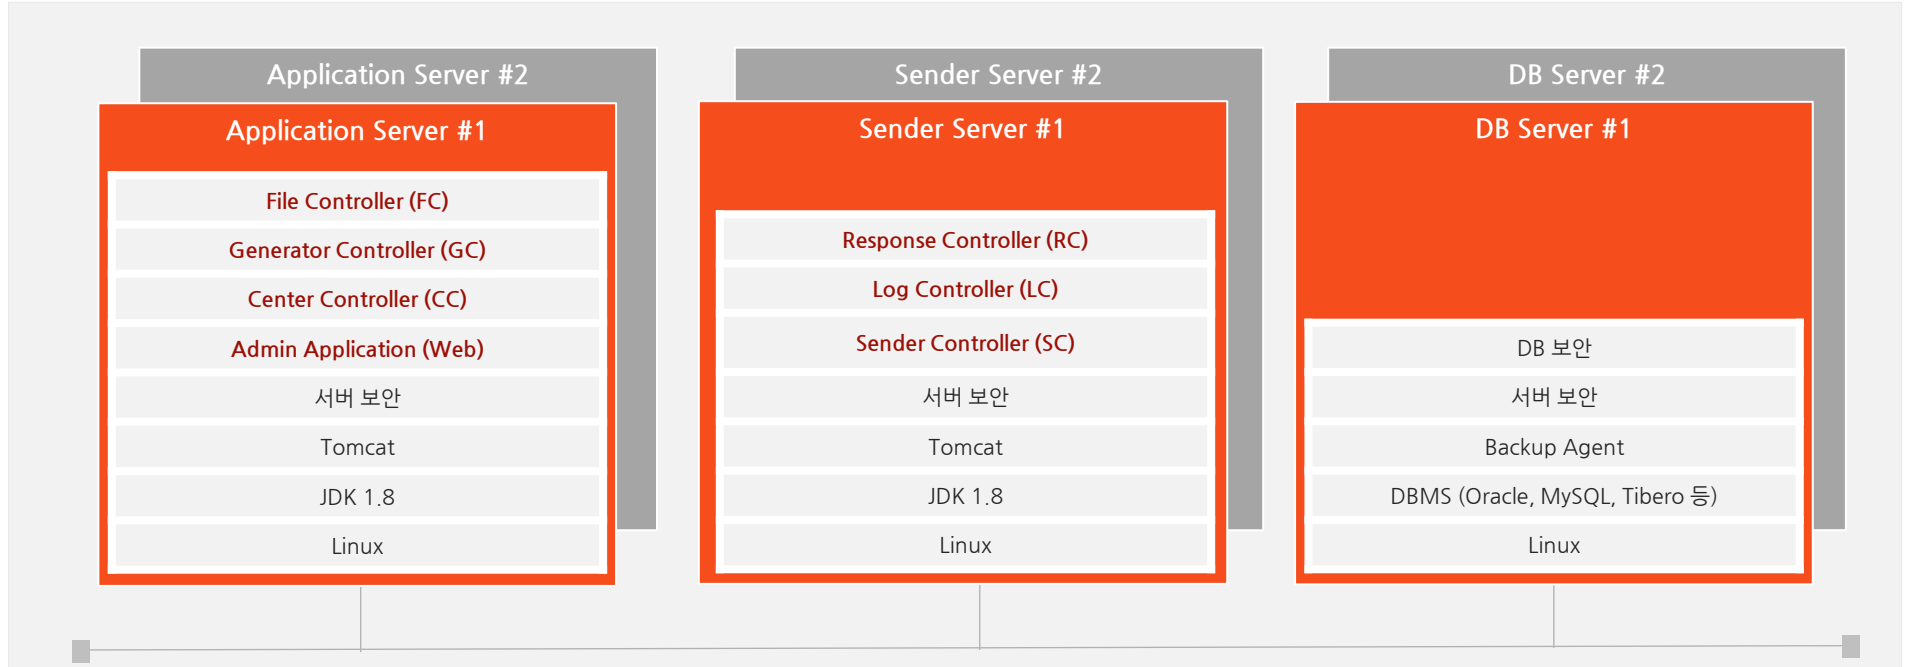 Application Server #2
Application Server #1
File Controller (FC)
Generator Controller (GC)
Center Controller (CC)
Admin Application (Web)
서버 보안
Tomcat
JDK 1.8
Linux
Sender Server #2
Sender Server #1
Response Controller (RC)
Log Controller (LC)
Sender Controller (SC)
서버 보안
Tomcat
JDK 1.8
Linux
DB Server #2
DB Server #1
DB 보안
서버 보안
Backup Agent
DBMS (Oracle, MySQL, Tibero 등)
Linux